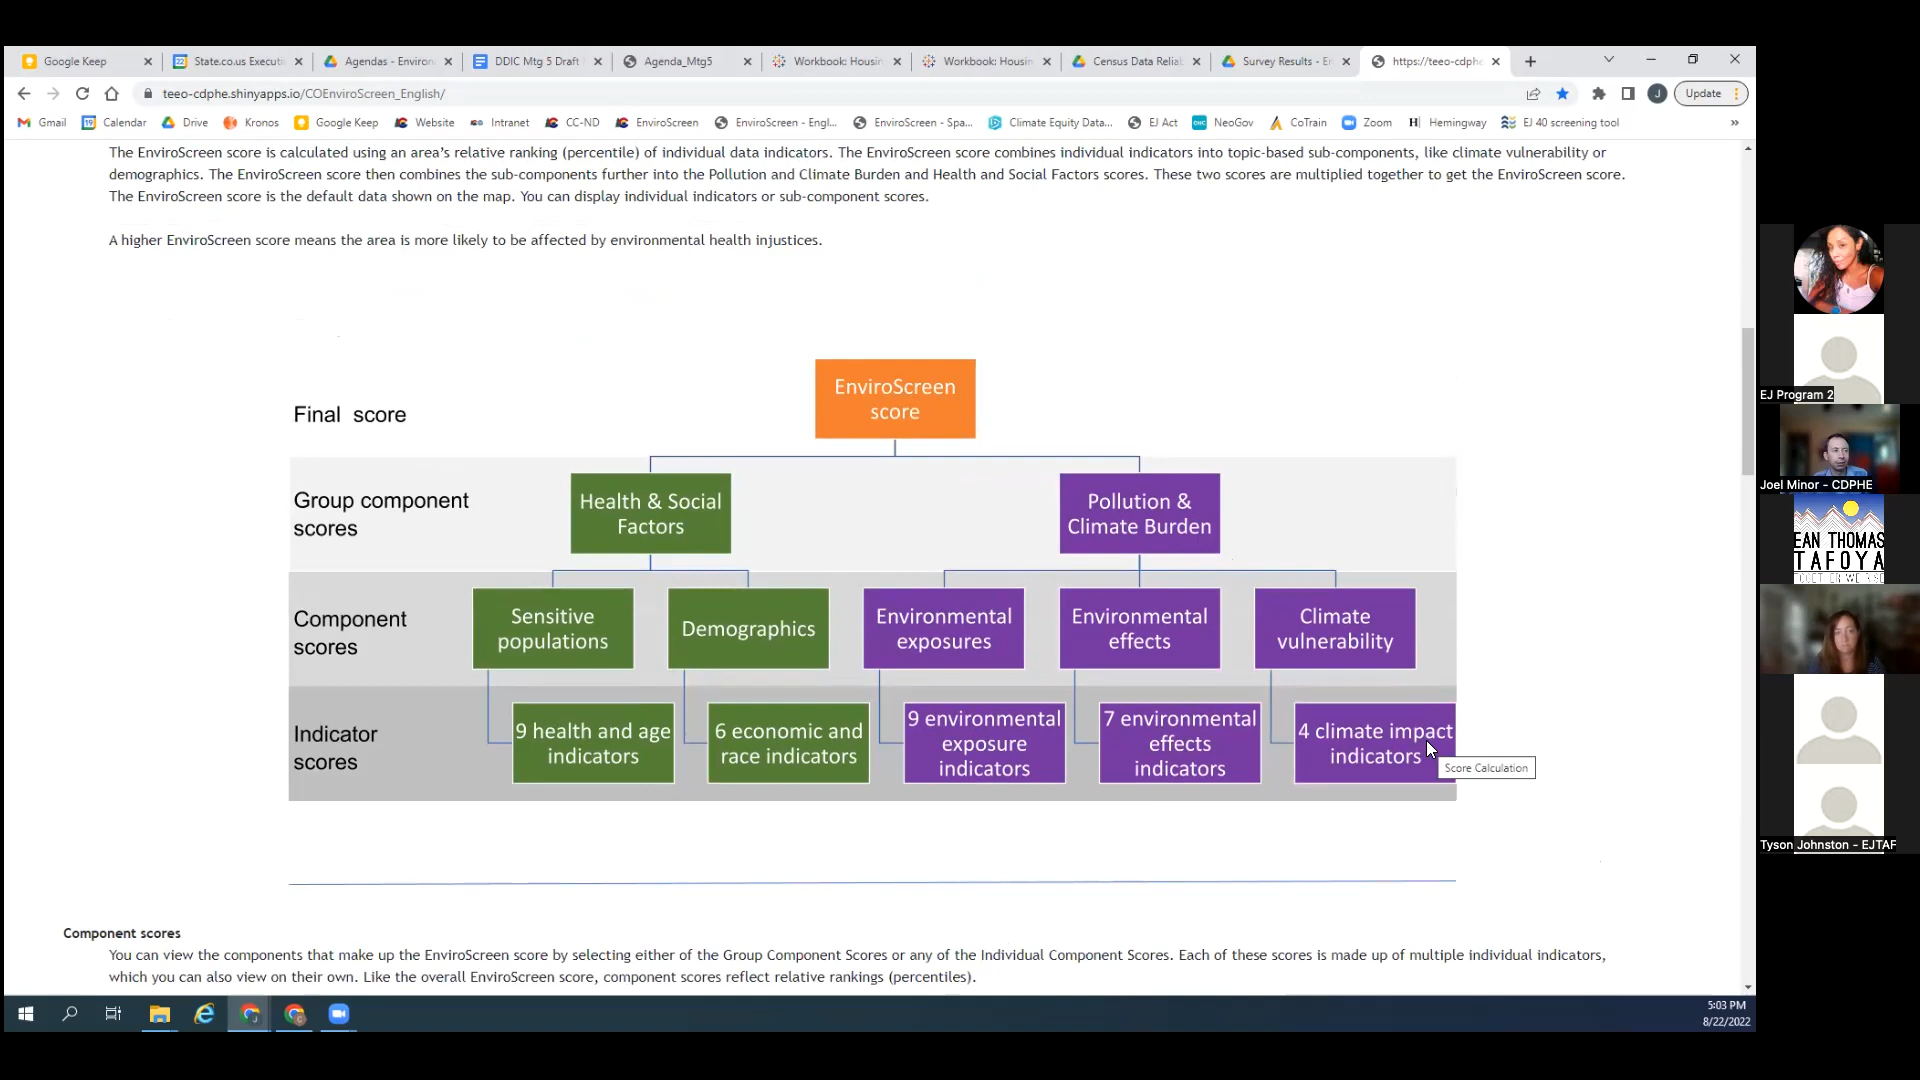 Google Keep
State.co.us Executi
Agendas - Environ
DDIC Mtg 5 Draft
Agenda_Mtg5
Workbook: Housin
Workbook: Housin
Census Data Relia
Survey Results - En
https://teeo-cdphe
teeo-cdphe.shinyapps.io/COEnviroScreen_English/
J
Update
Gmail
Calendar
Drive
Kronos
Google Keep
Website
Intranet
CC-ND
EnviroScreen
EnviroScreen - Engl...
EnviroScreen - Spa...
Climate Equity Data...
EJ Act
NeoGov
CoTrain
Zoom
Hemingway
EJ 40 screening tool
»
The EnviroScreen score is calculated using an area's relative ranking (percentile) of individual data indicators. The EnviroScreen score combines individual indicators into topic-based sub-components, like climate vulnerability or
demographics. The EnviroScreen score then combines the sub-components further into the Pollution and Climate Burden and Health and Social Factors scores. These two scores are multiplied together to get the EnviroScreen score.
The EnviroScreen score is the default data shown on the map. You can display individual indicators or sub-component scores.
A higher EnviroScreen score means the area is more likely to be affected by environmental health injustices.
Final score
EnviroScreen
score
Group component
scores
Health & Social
Factors
Pollution &
Climate Burden
Component
scores
Sensitive
populations
Demographics
Environmental
exposures
Environmental
effects
Climate
vulnerability
Indicator
scores
9 health and age
indicators
6 economic and
race indicators
9 environmental
exposure
indicators
7 environmental
effects
indicators
4 climate impact
indicators
Score Calculation
Component scores
You can view the components that make up the EnviroScreen score by selecting either of the Group Component Scores or any of the Individual Component Scores. Each of these scores is made up of multiple individual indicators,
which you can also view on their own. Like the overall EnviroScreen score, component scores reflect relative rankings (percentiles).
5:03 PM
8/22/2022
EJ Program 2
Joel Minor - CDPHE
EAN THOMAS
TAFOYA
Tyson Johnston - EJTAF